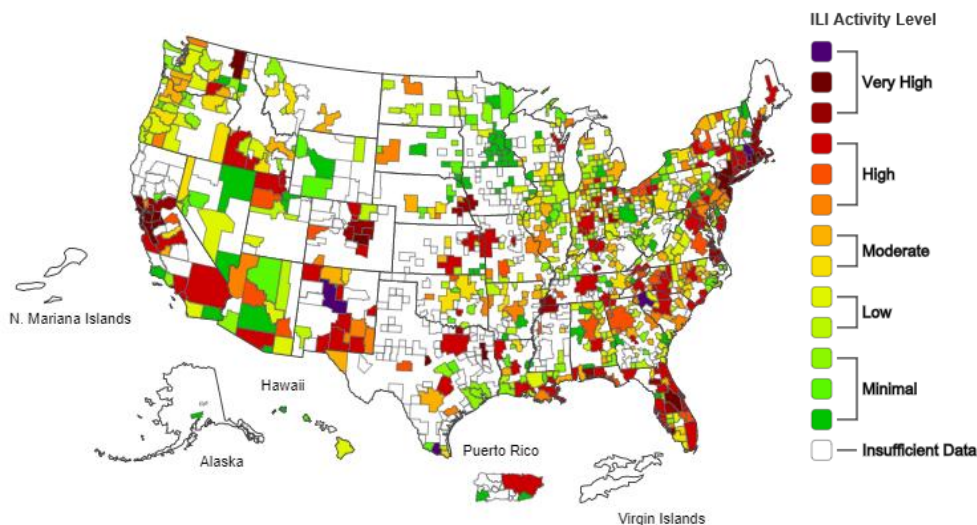 ILI Activity Level
Very High
High
Moderate
Low
Minimal
Insufficient Data
N. Mariana Islands
Hawaii
Alaska
Puerto Rico
Virgin Islands